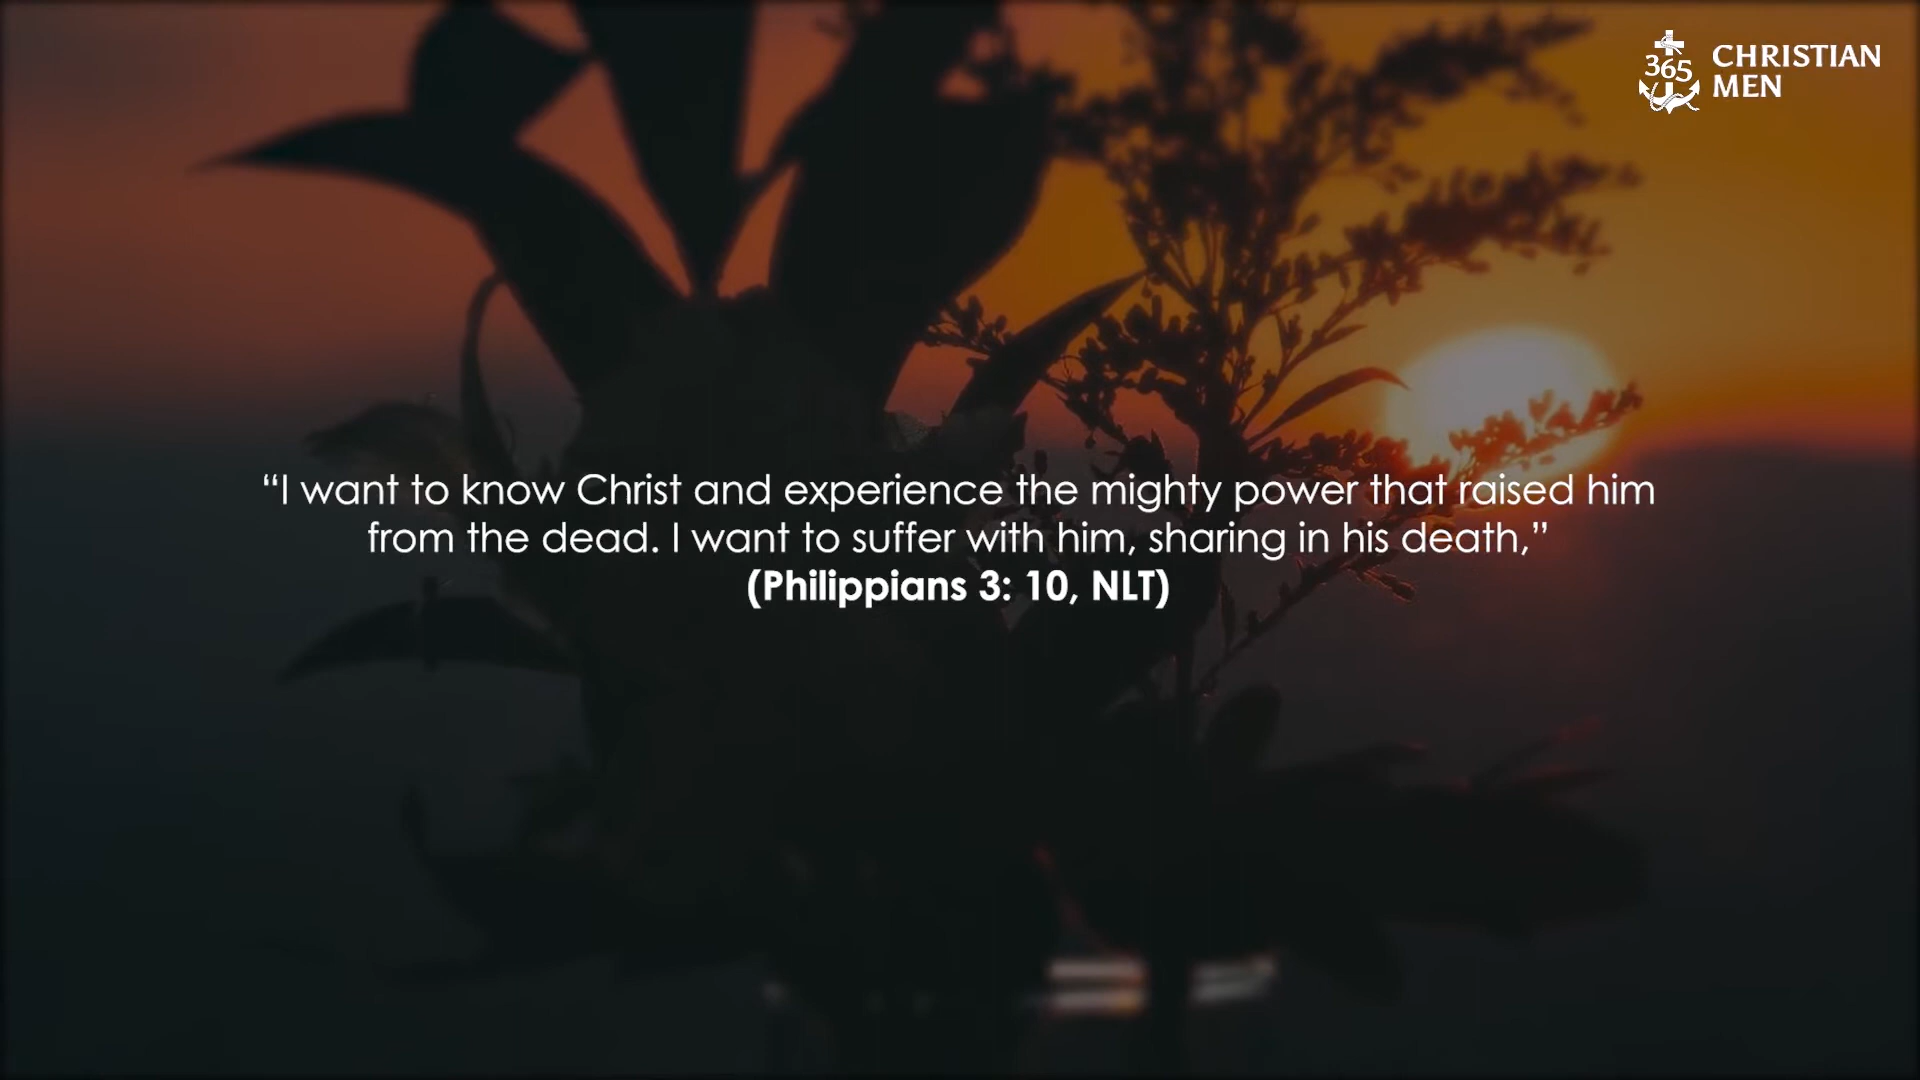 365
CHRISTIAN
MEN
“I want to know Christ and experience the mighty power that raised him
from the dead. I want to suffer with him, sharing in his death,”
(Philippians 3: 10, NLT)